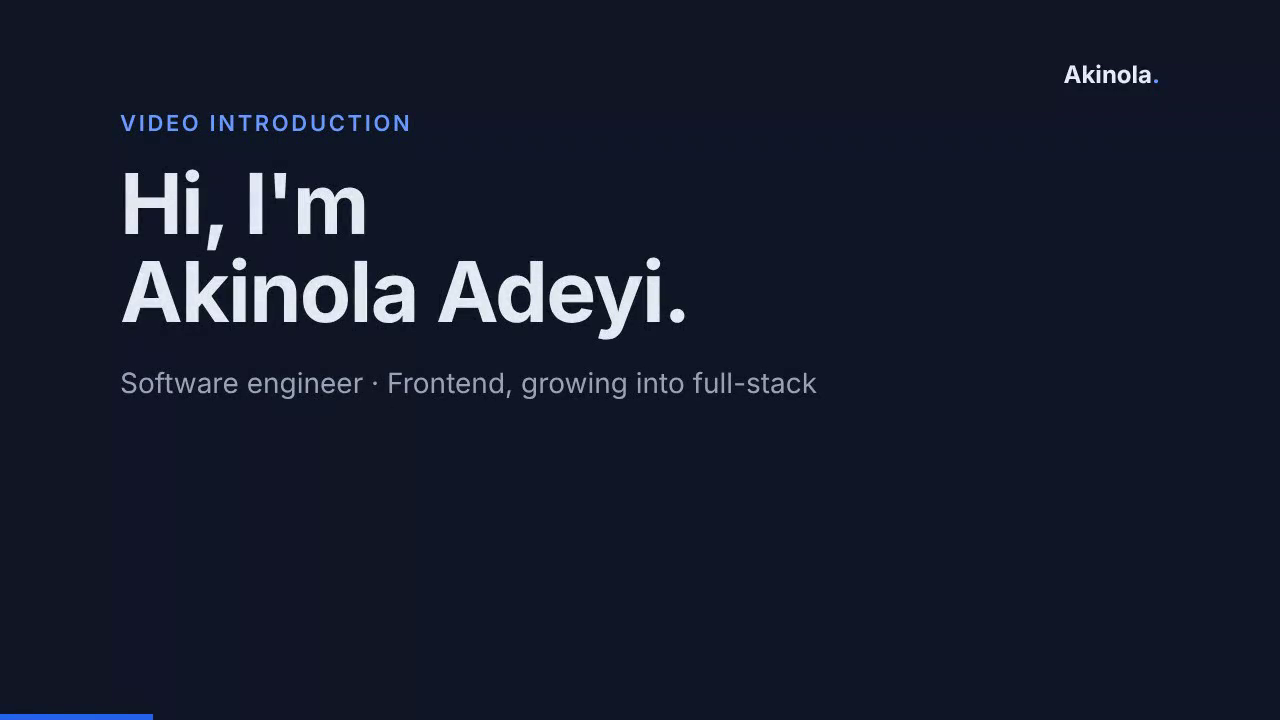 Akinola.
VIDEO INTRODUCTION
Hi, I'm
Akinola Adeyi.
Software engineer · Frontend, growing into full-stack